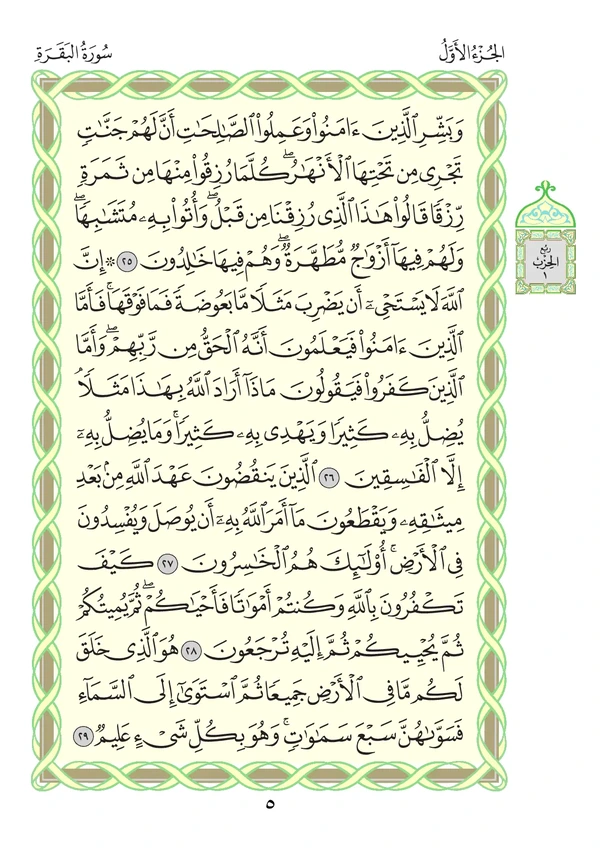 الجُزْءُ الأَوَّلُ
سُورَةُ البَقَرَةِ
وَبَشِّرِ ٱلَّذِينَ ءَامَنُوا۟ وَعَمِلُوا۟ ٱلصَّـٰلِحَـٰتِ أَنَّ لَهُمْ جَنَّـٰتٍ
تَجْرِى مِن تَحْتِهَا ٱلْأَنْهَـٰرُ ۖ كُلَّمَا رُزِقُوا۟ مِنْهَا مِن ثَمَرَةٍ
رِّزْقًا قَالُوا۟ هَـٰذَا ٱلَّذِى رُزِقْنَا مِن قَبْلُ ۖ وَأُتُوا۟ بِهِۦ مُتَشَـٰبِهًا ۖ
وَلَهُمْ فِيهَآ أَزْوَٰجٌ مُّطَهَّرَةٌ ۖ وَهُمْ فِيهَا خَـٰلِدُونَ ٢٥ ۞ إِنَّ
ٱللَّهَ لَا يَسْتَحْىِۦٓ أَن يَضْرِبَ مَثَلًا مَّا بَعُوضَةً فَمَا فَوْقَهَا ۚ فَأَمَّا
ٱلَّذِينَ ءَامَنُوا۟ فَيَعْلَمُونَ أَنَّهُ ٱلْحَقُّ مِن رَّبِّهِمْ ۖ وَأَمَّا
ٱلَّذِينَ كَفَرُوا۟ فَيَقُولُونَ مَاذَآ أَرَادَ ٱللَّهُ بِهَـٰذَا مَثَلًا ۘ
يُضِلُّ بِهِۦ كَثِيرًا وَيَهْدِى بِهِۦ كَثِيرًا ۚ وَمَا يُضِلُّ بِهِۦٓ
إِلَّا ٱلْفَـٰسِقِينَ ٢٦ ٱلَّذِينَ يَنقُضُونَ عَهْدَ ٱللَّهِ مِنۢ بَعْدِ
مِيثَـٰقِهِۦ وَيَقْطَعُونَ مَآ أَمَرَ ٱللَّهُ بِهِۦٓ أَن يُوصَلَ وَيُفْسِدُونَ
فِى ٱلْأَرْضِ ۚ أُو۟لَـٰٓئِكَ هُمُ ٱلْخَـٰسِرُونَ ٢٧ كَيْفَ
تَكْفُرُونَ بِٱللَّهِ وَكُنتُمْ أَمْوَٰتًا فَأَحْيَـٰكُمْ ۖ ثُمَّ يُمِيتُكُمْ
ثُمَّ يُحْيِيكُمْ ثُمَّ إِلَيْهِ تُرْجَعُونَ ٢٨ هُوَ ٱلَّذِى خَلَقَ
لَكُم مَّا فِى ٱلْأَرْضِ جَمِيعًا ثُمَّ ٱسْتَوَىٰٓ إِلَى ٱلسَّمَآءِ
فَسَوَّىٰهُنَّ سَبْعَ سَمَـٰوَٰتٍ ۚ وَهُوَ بِكُلِّ شَىْءٍ عَلِيمٌ ٢٩
ربع
الحزب
١
٥